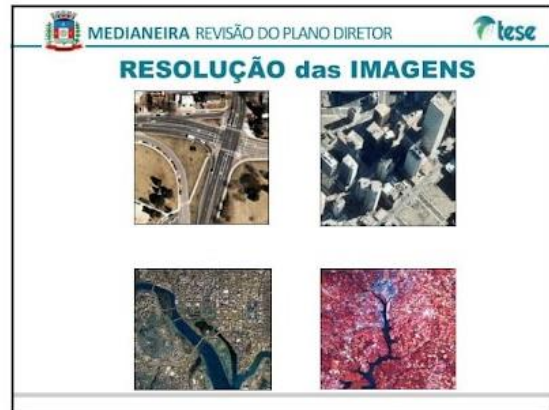 MEDIANEIRA REVISÃO DO PLANO DIRETOR
tese
RESOLUÇÃO das IMAGENS